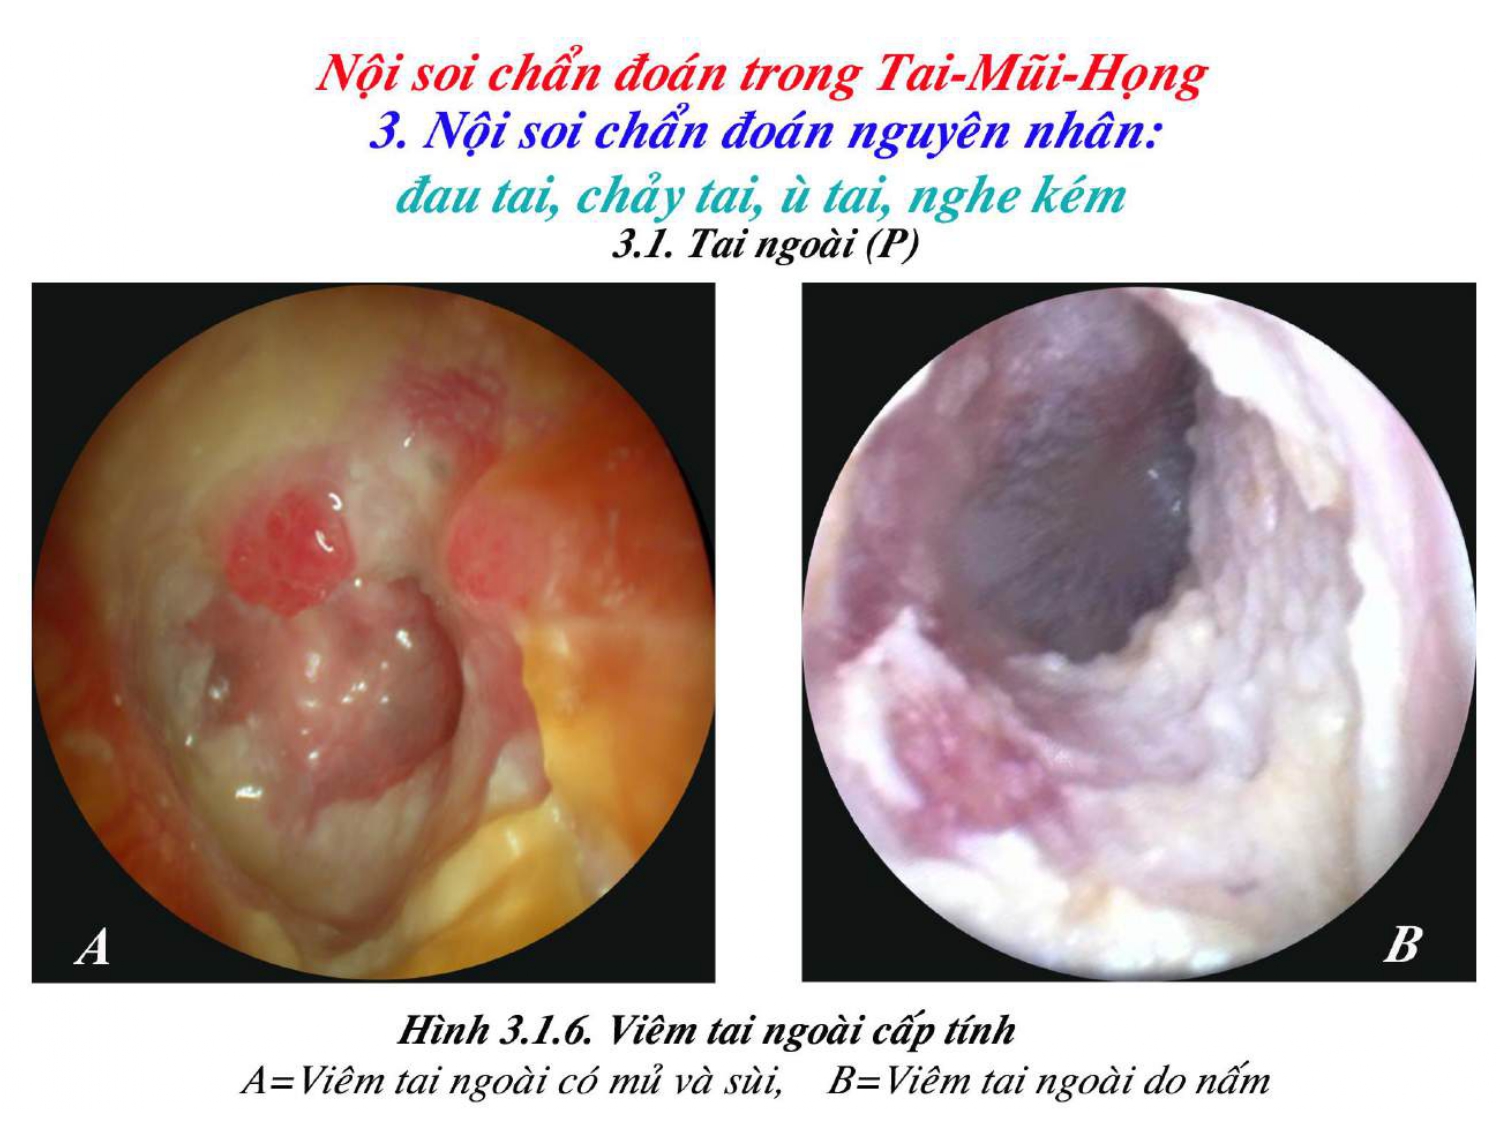 Nội soi chẩn đoán trong Tai-Mũi-Họng
3. Nội soi chẩn đoán nguyên nhân:
đau tai, chảy tai, ù tai, nghe kém
3.1. Tai ngoài (P)
A
B
Hình 3.1.6. Viêm tai ngoài cấp tính
A=Viêm tai ngoài có mủ và sùi, B=Viêm tai ngoài do nấm